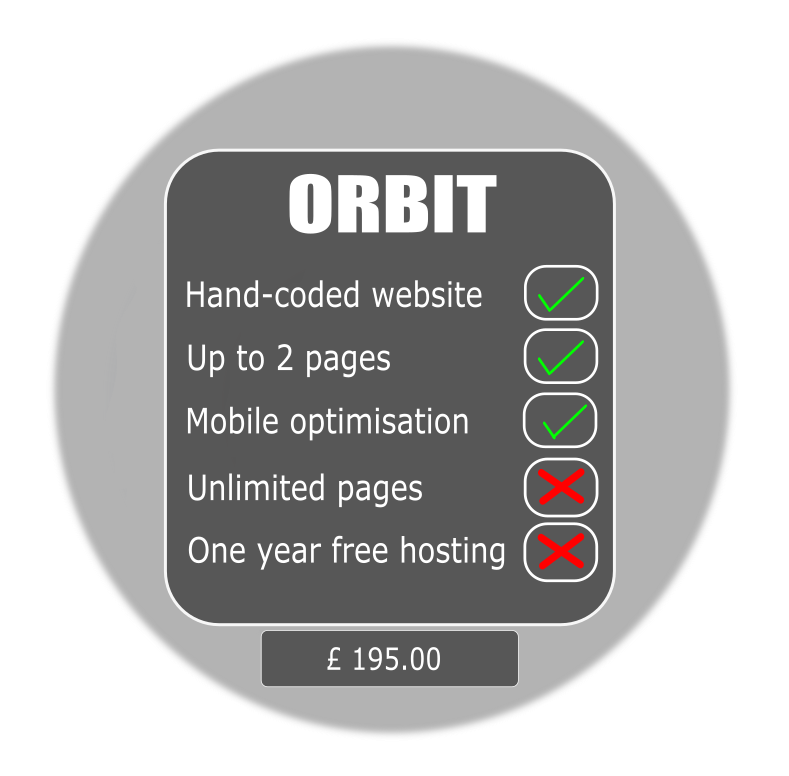 ORBIT
Hand-coded website
Up to 2 pages
Mobile optimisation
Unlimited pages
One year free hosting
£ 195.00